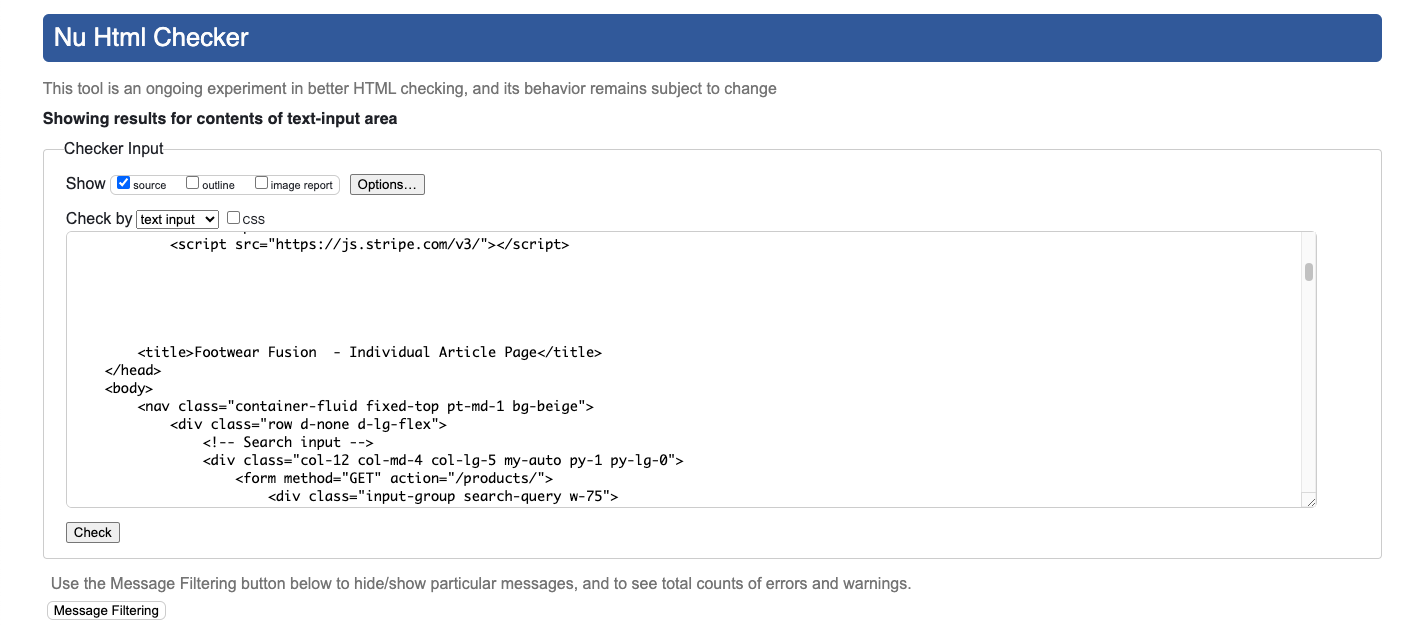 Nu Html Checker
This tool is an ongoing experiment in better HTML checking, and its behavior remains subject to change
Showing results for contents of text-input area
Checker Input
Show source outline image report Options...
Check by text input CSS
<script src="https://js.stripe.com/v3/"></script>
<title>Footwear Fusion  - Individual Article Page</title>
</head>
<body>
<nav class="container-fluid fixed-top pt-md-1 bg-beige">
<div class="row d-none d-lg-flex">
<!-- Search input -->
<div class="col-12 col-md-4 col-lg-5 my-auto py-1 py-lg-0">
<form method="GET" action="/products/">
<div class="input-group search-query w-75">
Check
Use the Message Filtering button below to hide/show particular messages, and to see total counts of errors and warnings.
Message Filtering